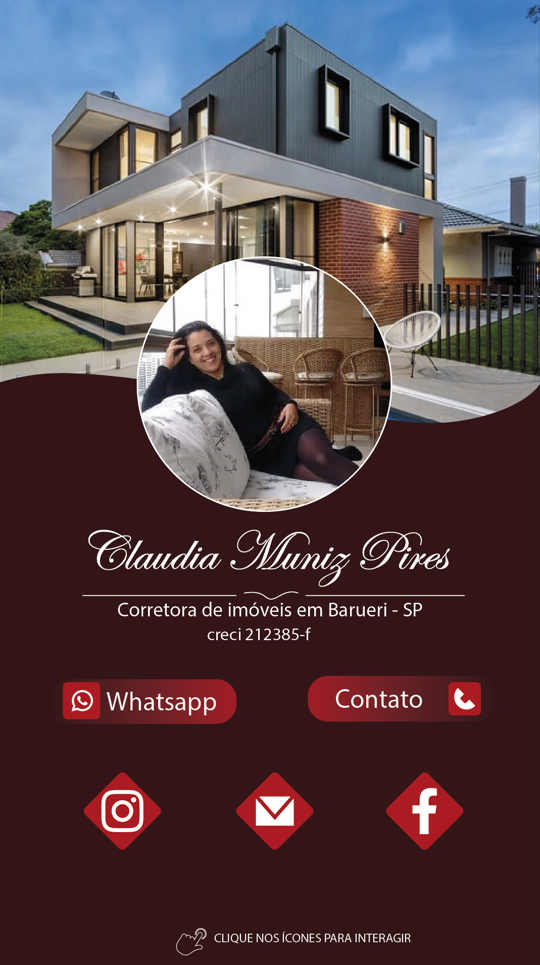 Claudia Muniz Pires
Corretora de imóveis em Barueri - SP
creci 212385-f
Whatsapp
Contato
CLIQUE NOS ÍCONES PARA INTERAGIR